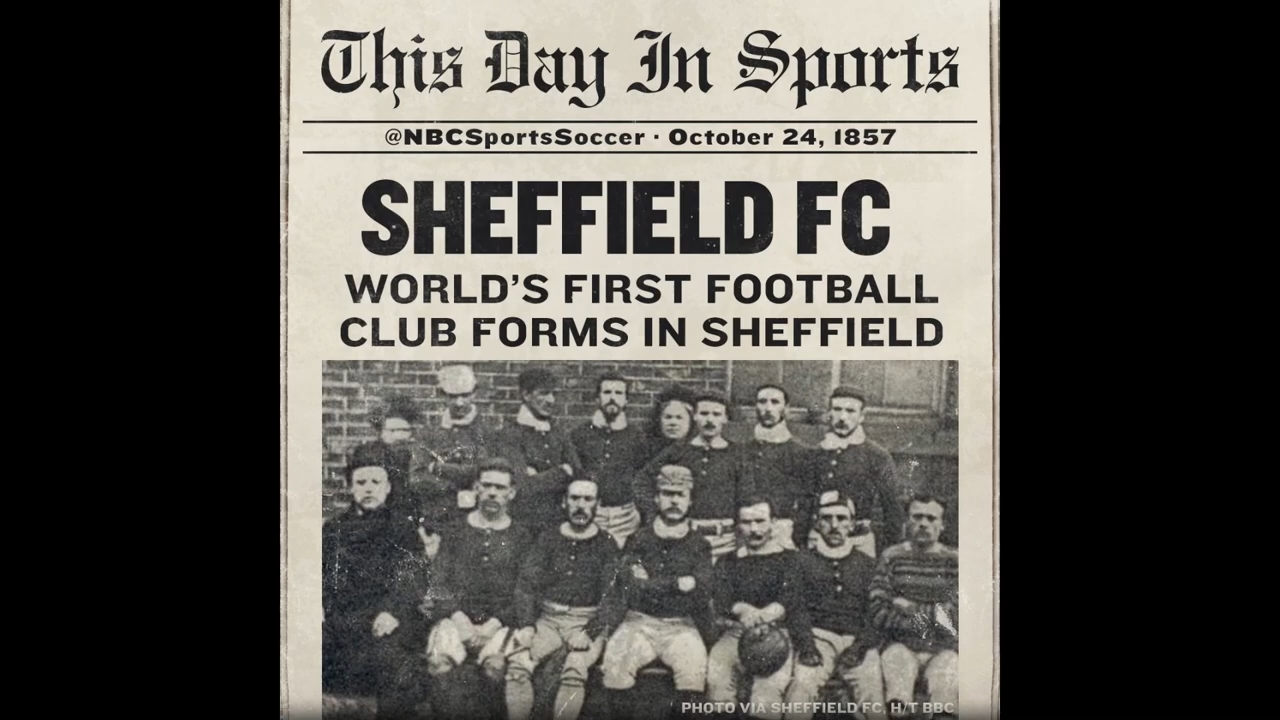 This Day In Sports
@NBCSportsSoccer · October 24, 1857
SHEFFIELD FC
WORLD'S FIRST FOOTBALL
CLUB FORMS IN SHEFFIELD
PHOTO VIA SHEFFIELD FC, H/T BBC